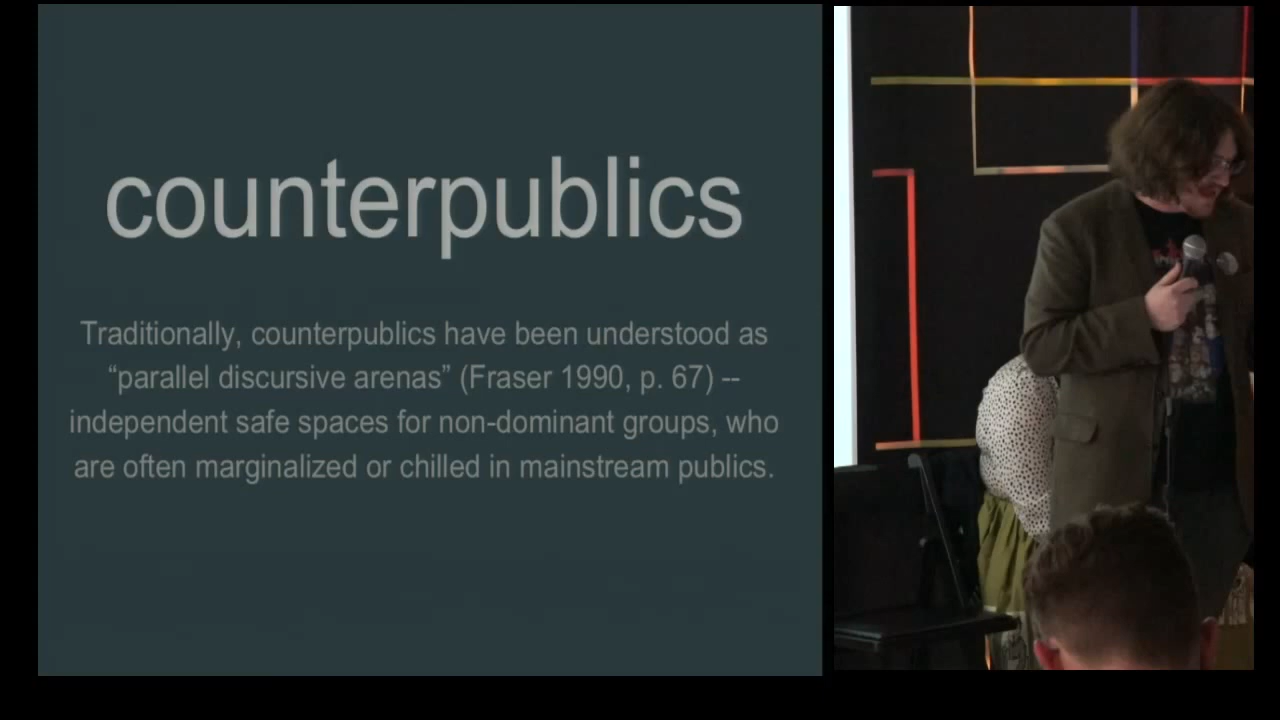 counterpublics
Traditionally, counterpublics have been understood as
“parallel discursive arenas” (Fraser 1990, p. 67) --
independent safe spaces for non-dominant groups, who
are often marginalized or chilled in mainstream publics.